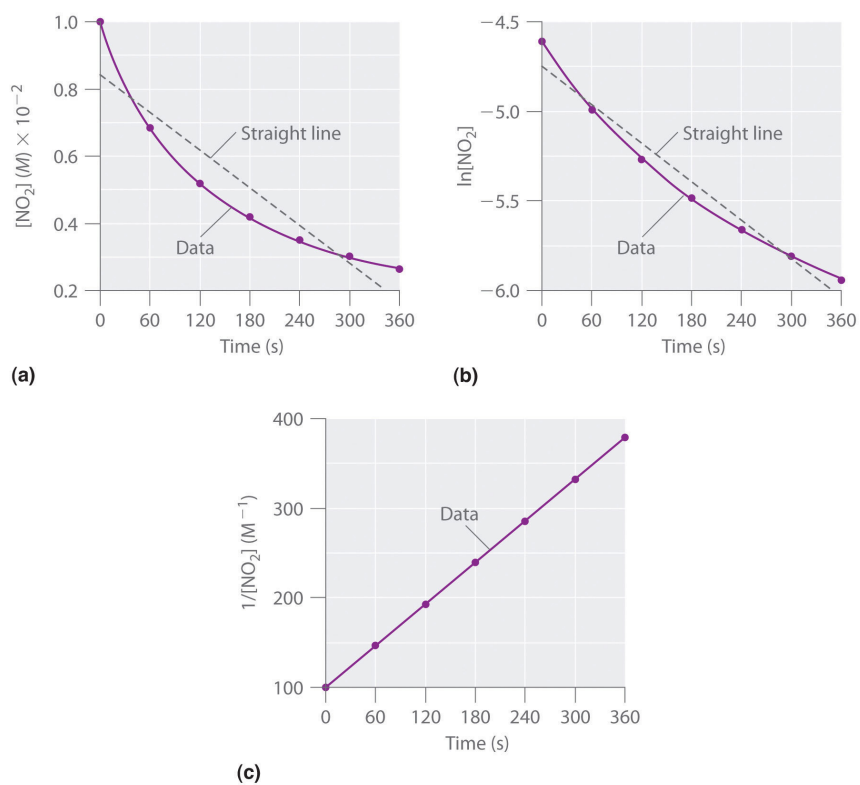 [NO₂] (M) × 10⁻²
1.0
0.8
0.6
0.4
0.2
Straight line
Data
0 60 120 180 240 300 360
Time (s)
(a)
ln[NO₂]
−4.5
−5.0
−5.5
−6.0
Straight line
Data
0 60 120 180 240 300 360
Time (s)
(b)
1/[NO₂] (M⁻¹)
400
300
200
100
Data
0 60 120 180 240 300 360
Time (s)
(c)